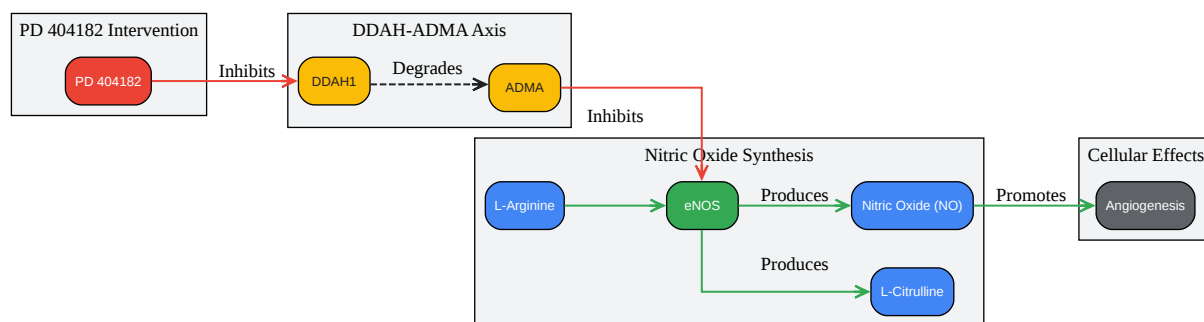 PD 404182 Intervention
DDAH-ADMA Axis
PD 404182
Inhibits
DDAH1
Degrades
ADMA
Inhibits
Nitric Oxide Synthesis
Cellular Effects
L-Arginine
eNOS
Produces
Nitric Oxide (NO)
Promotes
Angiogenesis
Produces
L-Citrulline